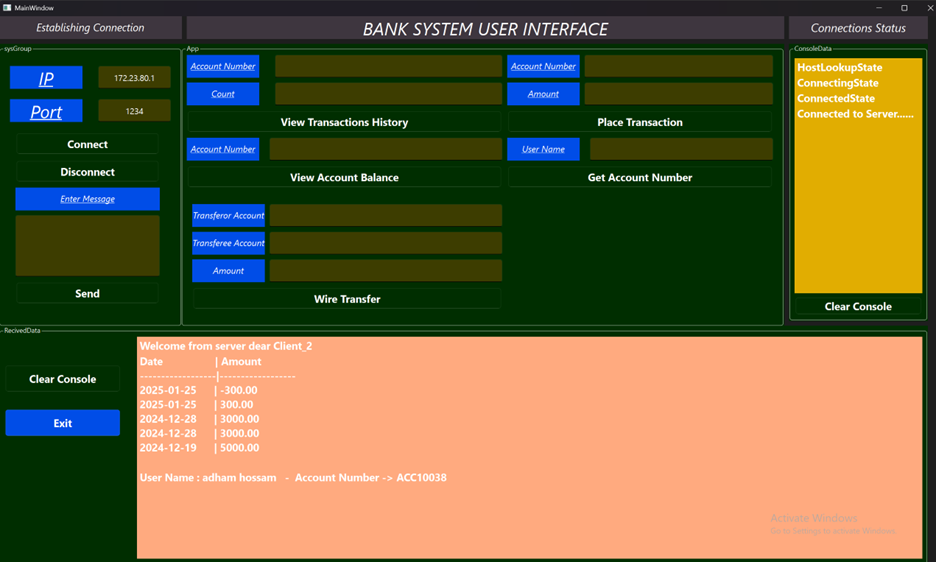 MainWindow
Establishing Connection
BANK SYSTEM USER INTERFACE
Connections Status
sysGroup
IP
172.23.80.1
Port
1234
Connect
Disconnect
Enter Message
Send
App
Account Number
Count
View Transactions History
Account Number
Amount
Place Transaction
Account Number
View Account Balance
User Name
Get Account Number
Transferor Account
Transferee Account
Amount
Wire Transfer
ConsoleData
HostLookupState
ConnectingState
ConnectedState
Connected to Server......
Clear Console
RecivedData
Clear Console
Exit
Welcome from server dear Client_2
Date | Amount
------------------|------------------
2025-01-25 | -300.00
2025-01-25 | 300.00
2024-12-28 | 3000.00
2024-12-28 | 3000.00
2024-12-19 | 5000.00
User Name : adham hossam - Account Number -> ACC10038
Activate Windows
Go to Settings to activate Windows.